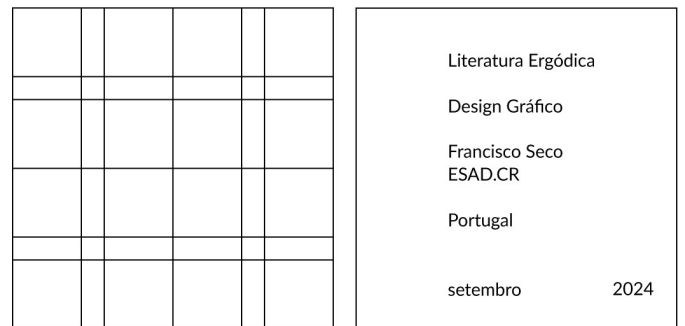 Literatura Ergódica
Design Gráfico
Francisco Seco
ESAD.CR
Portugal
setembro 2024